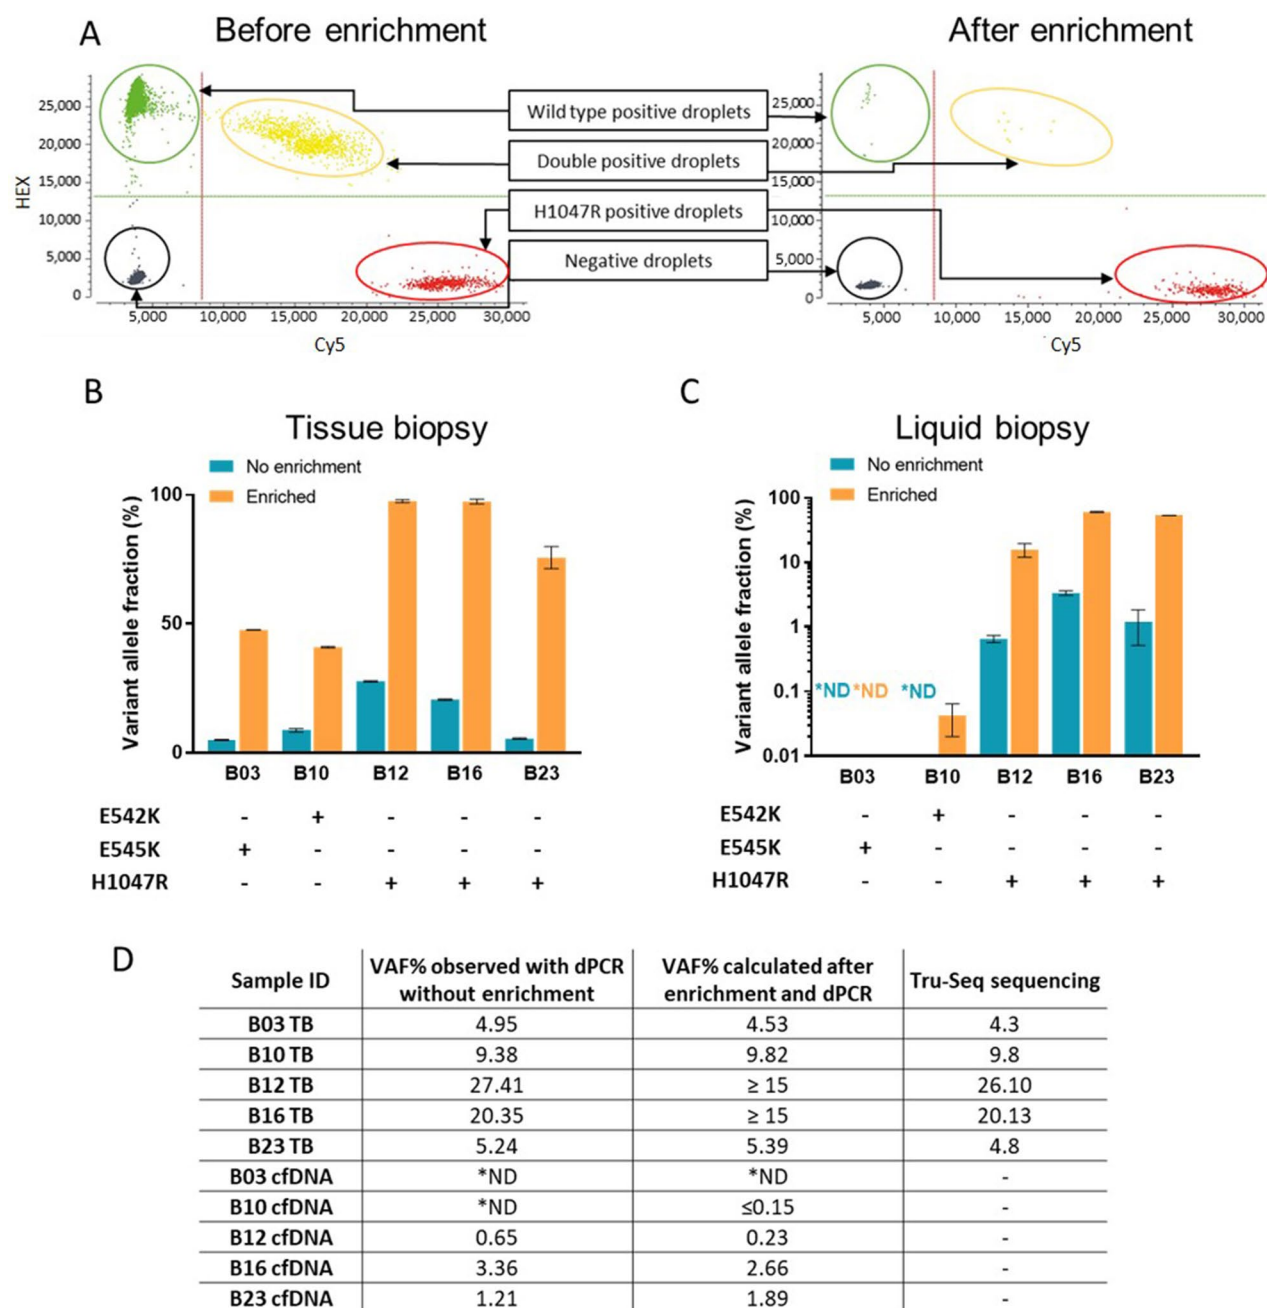 A
Before enrichment
After enrichment
HEX
25,000
20,000
15,000
10,000
5,000
0
5,000 10,000 15,000 20,000 25,000 30,000
Cy5
Wild type positive droplets
Double positive droplets
H1047R positive droplets
Negative droplets
25,000
20,000
15,000
10,000
5,000
0
5,000 10,000 15,000 20,000 25,000 30,000
Cy5
B
Tissue biopsy
No enrichment
Enriched
Variant allele fraction (%)
100
50
0
B03 B10 B12 B16 B23
E542K - + - - -
E545K + - - - -
H1047R - - + + +
C
Liquid biopsy
No enrichment
Enriched
Variant allele fraction (%)
100
10
1
0.1
0.01
*ND *ND *ND
B03 B10 B12 B16 B23
E542K - + - - -
E545K + - - - -
H1047R - - + + +
D
Sample ID VAF% observed with dPCR without enrichment VAF% calculated after enrichment and dPCR Tru-Seq sequencing
B03 TB 4.95 4.53 4.3
B10 TB 9.38 9.82 9.8
B12 TB 27.41 ≥ 15 26.10
B16 TB 20.35 ≥ 15 20.13
B23 TB 5.24 5.39 4.8
B03 cfDNA *ND *ND -
B10 cfDNA *ND ≤0.15 -
B12 cfDNA 0.65 0.23 -
B16 cfDNA 3.36 2.66 -
B23 cfDNA 1.21 1.89 -